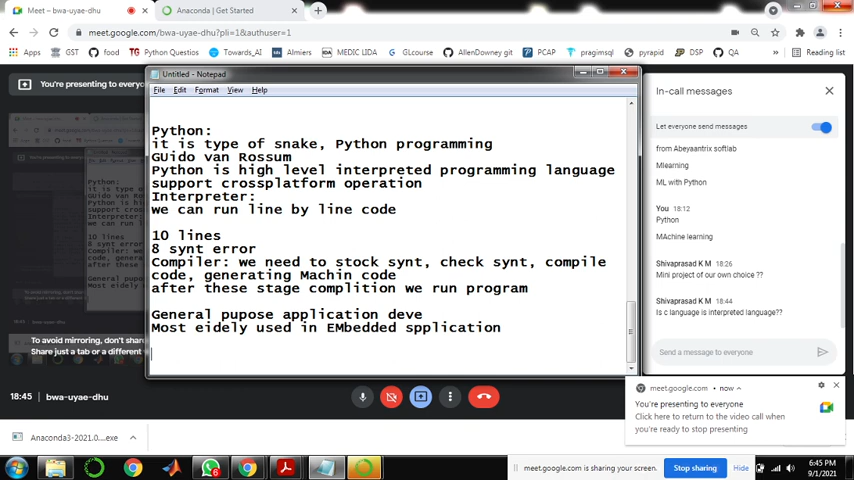 Meet – bwa-uyae-dhu
Anaconda | Get Started
meet.google.com/bwa-uyae-dhu?pli=1&authuser=1
Apps GST food Python Questions Towards_AI Almiers MEDIC LIDA GLcourse AllenDowney git PCAP pragimsql pyrapid DSP QA Reading list
You're presenting to everyone
Untitled - Notepad
File Edit Format View Help
Python:
it is type of snake, Python programming
GUido van Rossum
Python is high level interpreted programming language
support crossplatform operation
Interpreter:
we can run line by line code
10 lines
8 synt error
Compiler: we need to stock synt, check synt, compile
code, generating Machin code
after these stage complition we run program
General pupose application deve
Most eidely used in EMbedded spplication
To avoid mirroring, don't share
Share just a tab or a different
18:45 bwa-uyae-dhu
In-call messages
Let everyone send messages
from Abeyaantrix softlab
Mlearning
ML with Python
You 18:12
Python
MAchine learning
Shivaprasad K M 18:26
Mini project of our own choice ??
Shivaprasad K M 18:44
Is c language is interpreted language??
Send a message to everyone
meet.google.com • now
You're presenting to everyone
Click here to return to the video call when
you're ready to stop presenting
Anaconda3-2021.0....exe
meet.google.com is sharing your screen. Stop sharing Hide
6:45 PM
9/1/2021